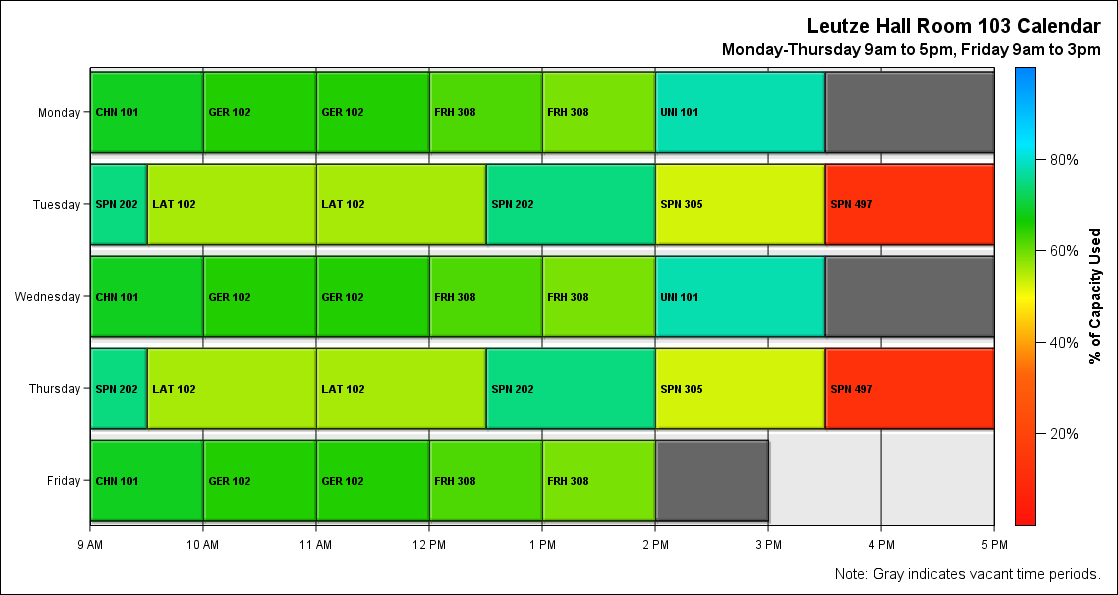 Leutze Hall Room 103 Calendar
Monday-Thursday 9am to 5pm, Friday 9am to 3pm
Monday CHN 101 GER 102 GER 102 FRH 308 FRH 308 UNI 101
Tuesday SPN 202 LAT 102 LAT 102 SPN 202 SPN 305 SPN 497
Wednesday CHN 101 GER 102 GER 102 FRH 308 FRH 308 UNI 101
Thursday SPN 202 LAT 102 LAT 102 SPN 202 SPN 305 SPN 497
Friday CHN 101 GER 102 GER 102 FRH 308 FRH 308
9 AM 10 AM 11 AM 12 PM 1 PM 2 PM 3 PM 4 PM 5 PM
80%
60%
40%
20%
% of Capacity Used
Note: Gray indicates vacant time periods.